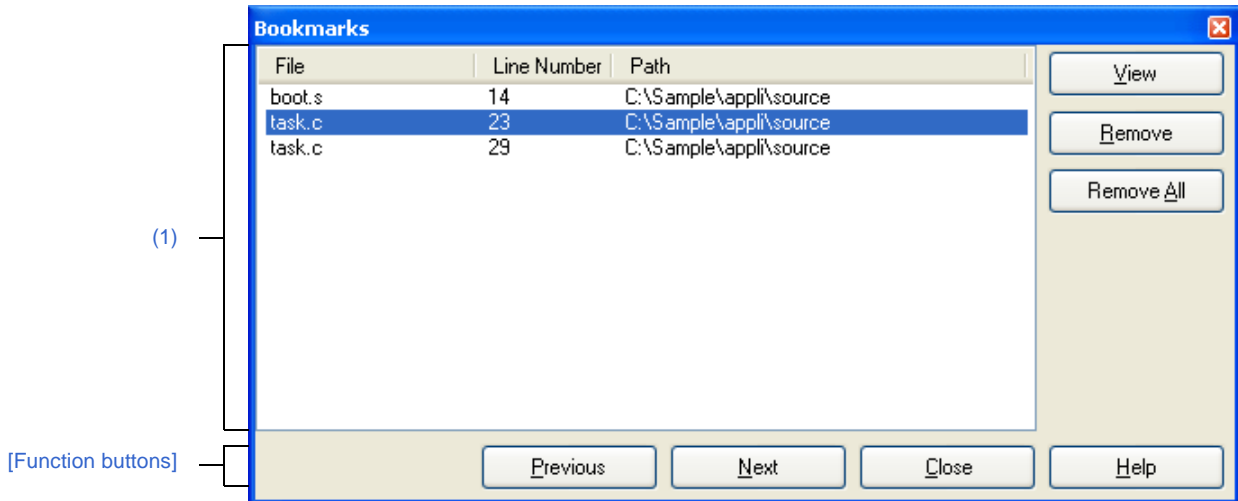 Bookmarks
File Line Number Path
View
boot.s 14 C:\Sample\appli\source
task.c 23 C:\Sample\appli\source
Remove
task.c 29 C:\Sample\appli\source
Remove All
(1)
[Function buttons]
Previous Next Close Help